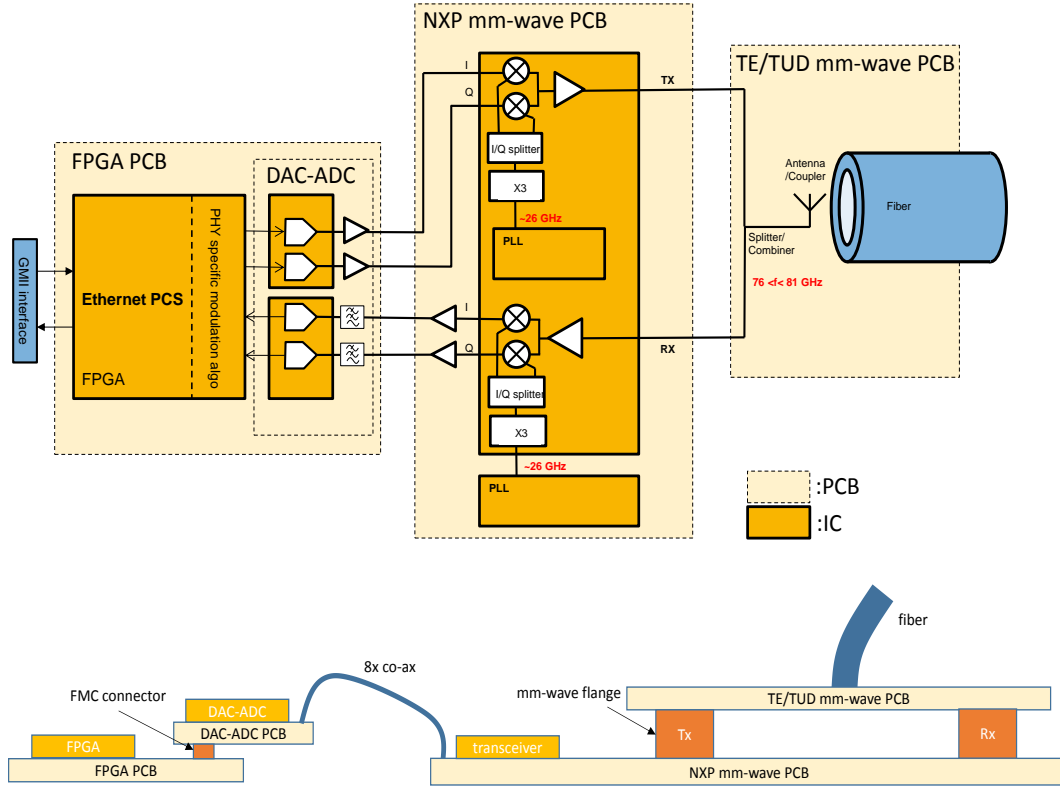 NXP mm-wave PCB
TE/TUD mm-wave PCB
FPGA PCB
DAC-ADC
I
Q
TX
I/Q splitter
X3
~26 GHz
PLL
Antenna
/Coupler
Fiber
Splitter/
Combiner
76 <f< 81 GHz
GMII interface
Ethernet PCS
FPGA
PHY specific modulation algo
I
Q
RX
I/Q splitter
X3
~26 GHz
PLL
:PCB
:IC
fiber
8x co-ax
FMC connector
mm-wave flange
TE/TUD mm-wave PCB
DAC-ADC
DAC-ADC PCB
FPGA
FPGA PCB
transceiver
Tx
Rx
NXP mm-wave PCB